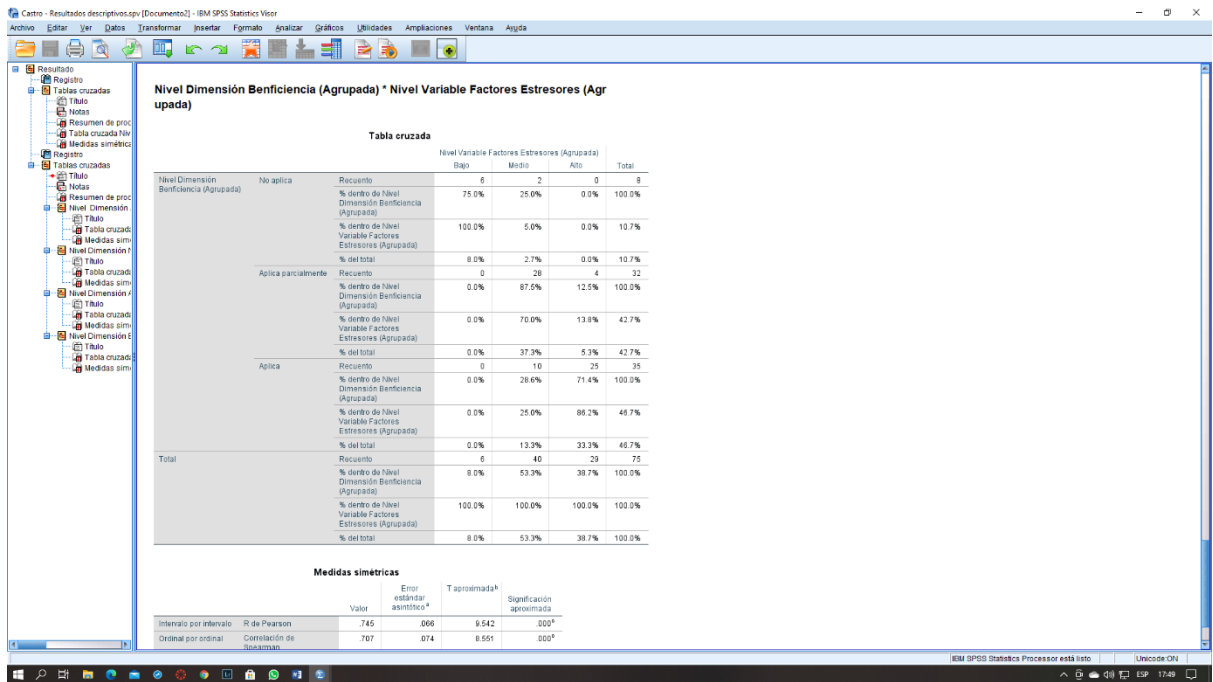 Castro - Resultados descriptivos.spv [Documento2] - IBM SPSS Statistics Visor
Archivo Editar Ver Datos Transformar Insertar Formato Analizar Gráficos Utilidades Ampliaciones Ventana Ayuda
Resultado
Registro
Tablas cruzadas
Título
Notas
Resumen de proc
Tabla cruzada Niv
Medidas simétrica
Registro
Tablas cruzadas
Título
Notas
Resumen de proc
Nivel Dimensión
Título
Tabla cruzada
Medidas sim
Nivel Dimensión N
Título
Tabla cruzada
Medidas sim
Nivel Dimensión A
Título
Tabla cruzada
Medidas sim
Nivel Dimensión B
Título
Tabla cruzada
Medidas sim
Nivel Dimensión Benficiencia (Agrupada) * Nivel Variable Factores Estresores (Agr
upada)
Tabla cruzada
Nivel Variable Factores Estresores (Agrupada)
Bajo Medio Alto Total
Nivel Dimensión
Benficiencia (Agrupada)
No aplica Recuento 6 2 0 8
% dentro de Nivel
Dimensión Benficiencia
(Agrupada)
75.0% 25.0% 0.0% 100.0%
% dentro de Nivel
Variable Factores
Estresores (Agrupada)
100.0% 5.0% 0.0% 10.7%
% del total 8.0% 2.7% 0.0% 10.7%
Aplica parcialmente Recuento 0 28 4 32
% dentro de Nivel
Dimensión Benficiencia
(Agrupada)
0.0% 87.5% 12.5% 100.0%
% dentro de Nivel
Variable Factores
Estresores (Agrupada)
0.0% 70.0% 13.8% 42.7%
% del total 0.0% 37.3% 5.3% 42.7%
Aplica Recuento 0 10 25 35
% dentro de Nivel
Dimensión Benficiencia
(Agrupada)
0.0% 28.6% 71.4% 100.0%
% dentro de Nivel
Variable Factores
Estresores (Agrupada)
0.0% 25.0% 86.2% 46.7%
% del total 0.0% 13.3% 33.3% 46.7%
Total Recuento 6 40 29 75
% dentro de Nivel
Dimensión Benficiencia
(Agrupada)
8.0% 53.3% 38.7% 100.0%
% dentro de Nivel
Variable Factores
Estresores (Agrupada)
100.0% 100.0% 100.0% 100.0%
% del total 8.0% 53.3% 38.7% 100.0%
Medidas simétricas
Valor
Error
estándar
asintótico a
T aproximada b
Significación
aproximada
Intervalo por intervalo R de Pearson .745 .066 9.542 .000 c
Ordinal por ordinal Correlación de
Spearman
.707 .074 8.551 .000 c
IBM SPSS Statistics Processor está listo Unicode:ON
ESP 17:49